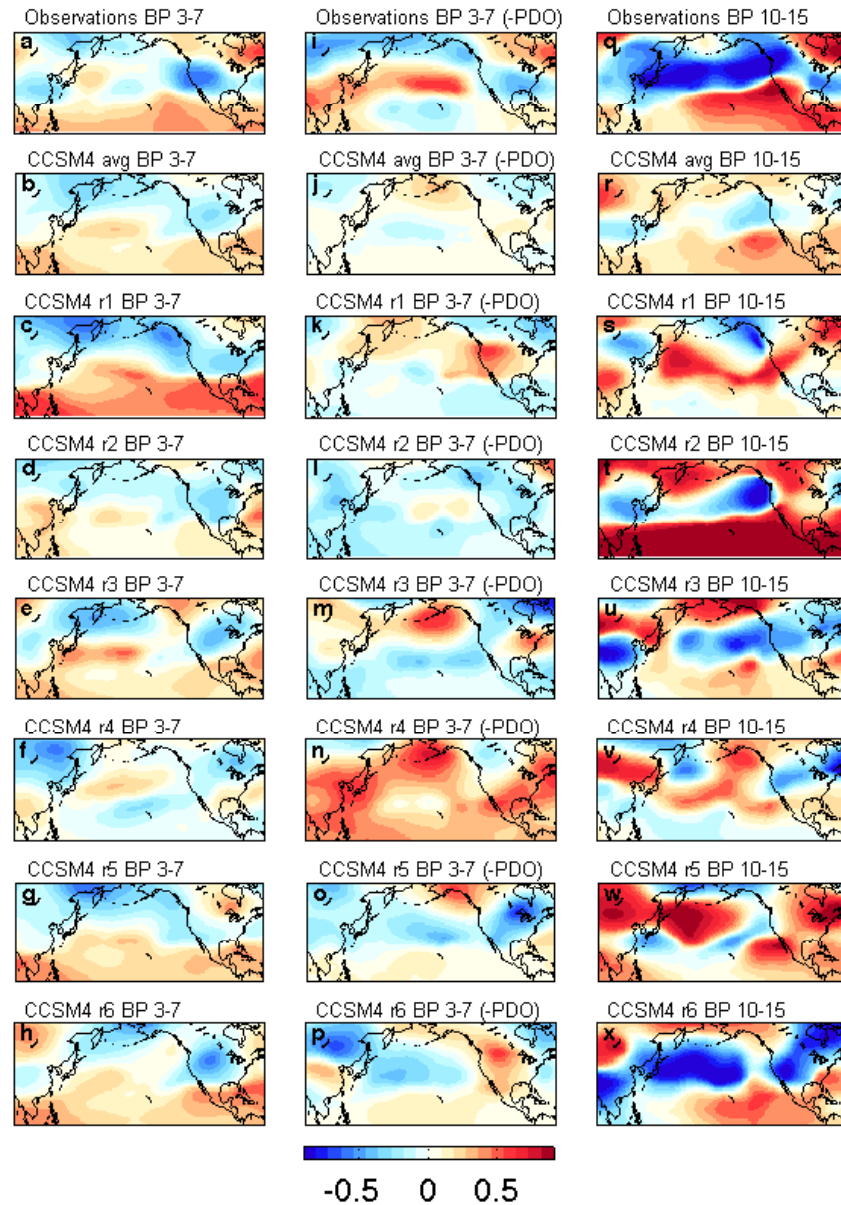 Observations BP 3-7 Observations BP 3-7 (-PDO) Observations BP 10-15
a i q
CCSM4 avg BP 3-7 CCSM4 avg BP 3-7 (-PDO) CCSM4 avg BP 10-15
b j r
CCSM4 r1 BP 3-7 CCSM4 r1 BP 3-7 (-PDO) CCSM4 r1 BP 10-15
c k s
CCSM4 r2 BP 3-7 CCSM4 r2 BP 3-7 (-PDO) CCSM4 r2 BP 10-15
d l t
CCSM4 r3 BP 3-7 CCSM4 r3 BP 3-7 (-PDO) CCSM4 r3 BP 10-15
e m u
CCSM4 r4 BP 3-7 CCSM4 r4 BP 3-7 (-PDO) CCSM4 r4 BP 10-15
f n v
CCSM4 r5 BP 3-7 CCSM4 r5 BP 3-7 (-PDO) CCSM4 r5 BP 10-15
g o w
CCSM4 r6 BP 3-7 CCSM4 r6 BP 3-7 (-PDO) CCSM4 r6 BP 10-15
h p x
-0.5 0 0.5